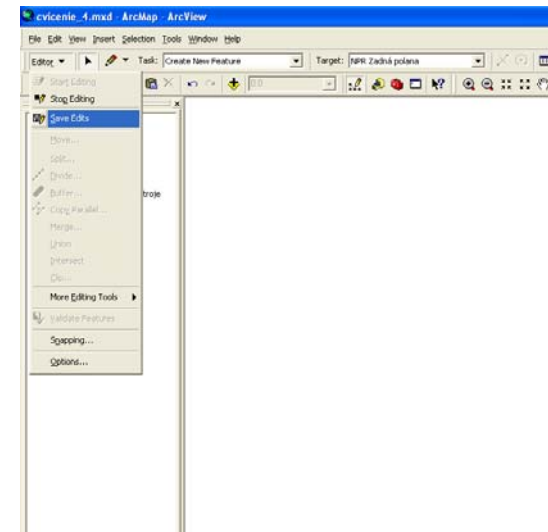 cvicenie_4.mxd - ArcMap - ArcView
File Edit View Insert Selection Tools Window Help
Editor Task: Create New Feature Target: NPR Zadná polana
Start Editing 0.0
Stop Editing
Save Edits
Move...
Split...
Divide...
Buffer...
troje
Copy Parallel...
Merge...
Union
Intersect
Clip...
More Editing Tools
Validate Features
Snapping...
Options...